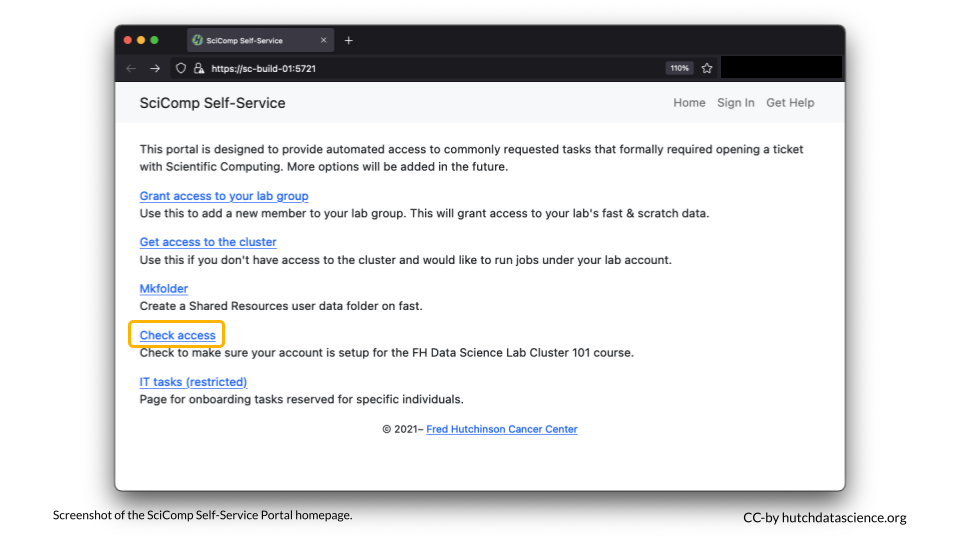 SciComp Self-Service
https://sc-build-01:5721
110%
SciComp Self-Service
Home Sign In Get Help
This portal is designed to provide automated access to commonly requested tasks that formally required opening a ticket
with Scientific Computing. More options will be added in the future.
Grant access to your lab group
Use this to add a new member to your lab group. This will grant access to your lab's fast & scratch data.
Get access to the cluster
Use this if you don't have access to the cluster and would like to run jobs under your lab account.
Mkfolder
Create a Shared Resources user data folder on fast.
Check access
Check to make sure your account is setup for the FH Data Science Lab Cluster 101 course.
IT tasks (restricted)
Page for onboarding tasks reserved for specific individuals.
© 2021– Fred Hutchinson Cancer Center
Screenshot of the SciComp Self-Service Portal homepage.
CC-by hutchdatascience.org